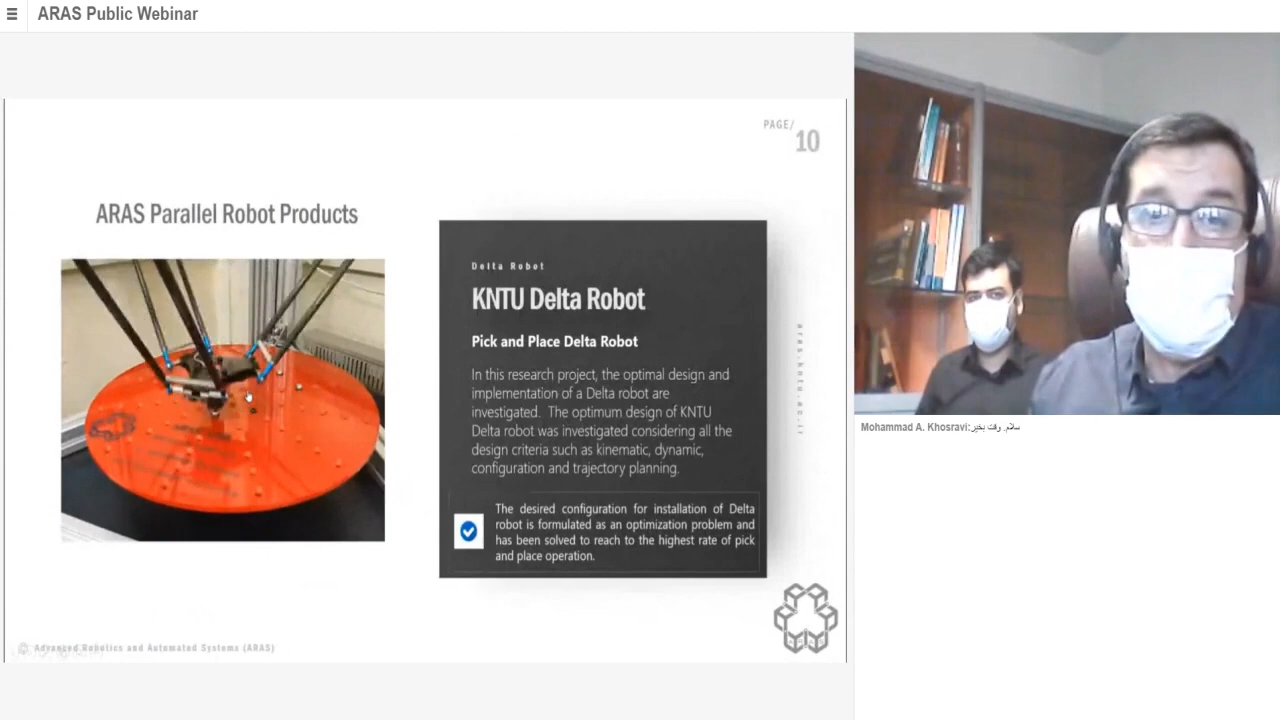 ARAS Public Webinar
PAGE/
10
ARAS Parallel Robot Products
Delta Robot
KNTU Delta Robot
Pick and Place Delta Robot
In this research project, the optimal design and
implementation of a Delta robot are
investigated. The optimum design of KNTU
Delta robot was investigated considering all the
design criteria such as kinematic, dynamic,
configuration and trajectory planning.
The desired configuration for installation of Delta
robot is formulated as an optimization problem and
has been solved to reach to the highest rate of pick
and place operation.
aras.kntu.ac.ir
Advanced Robotics and Automated Systems (ARAS)
Mohammad A. Khosravi: سلام. وقت بخیر